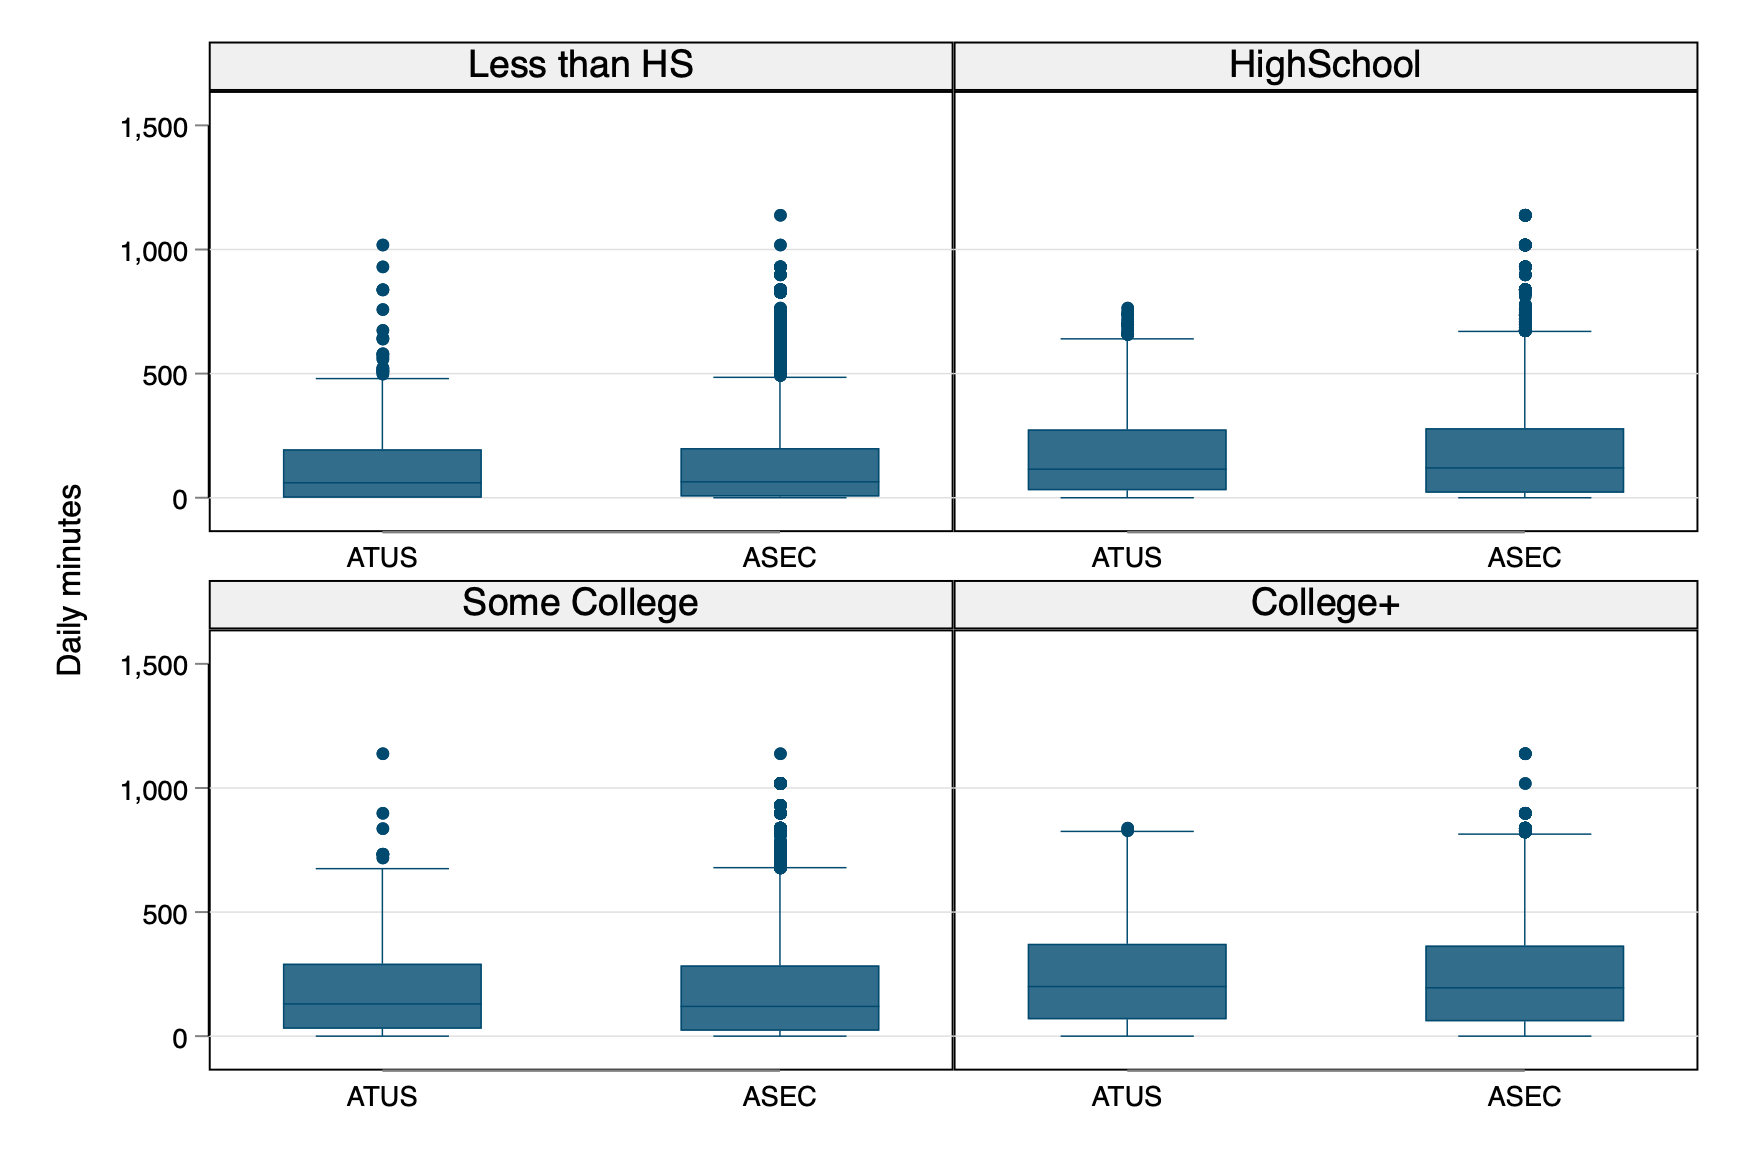 Less than HS
HighSchool
1,500
1,000
500
0
ATUS
ASEC
ATUS
ASEC
Daily minutes
Some College
College+
1,500
1,000
500
0
ATUS
ASEC
ATUS
ASEC